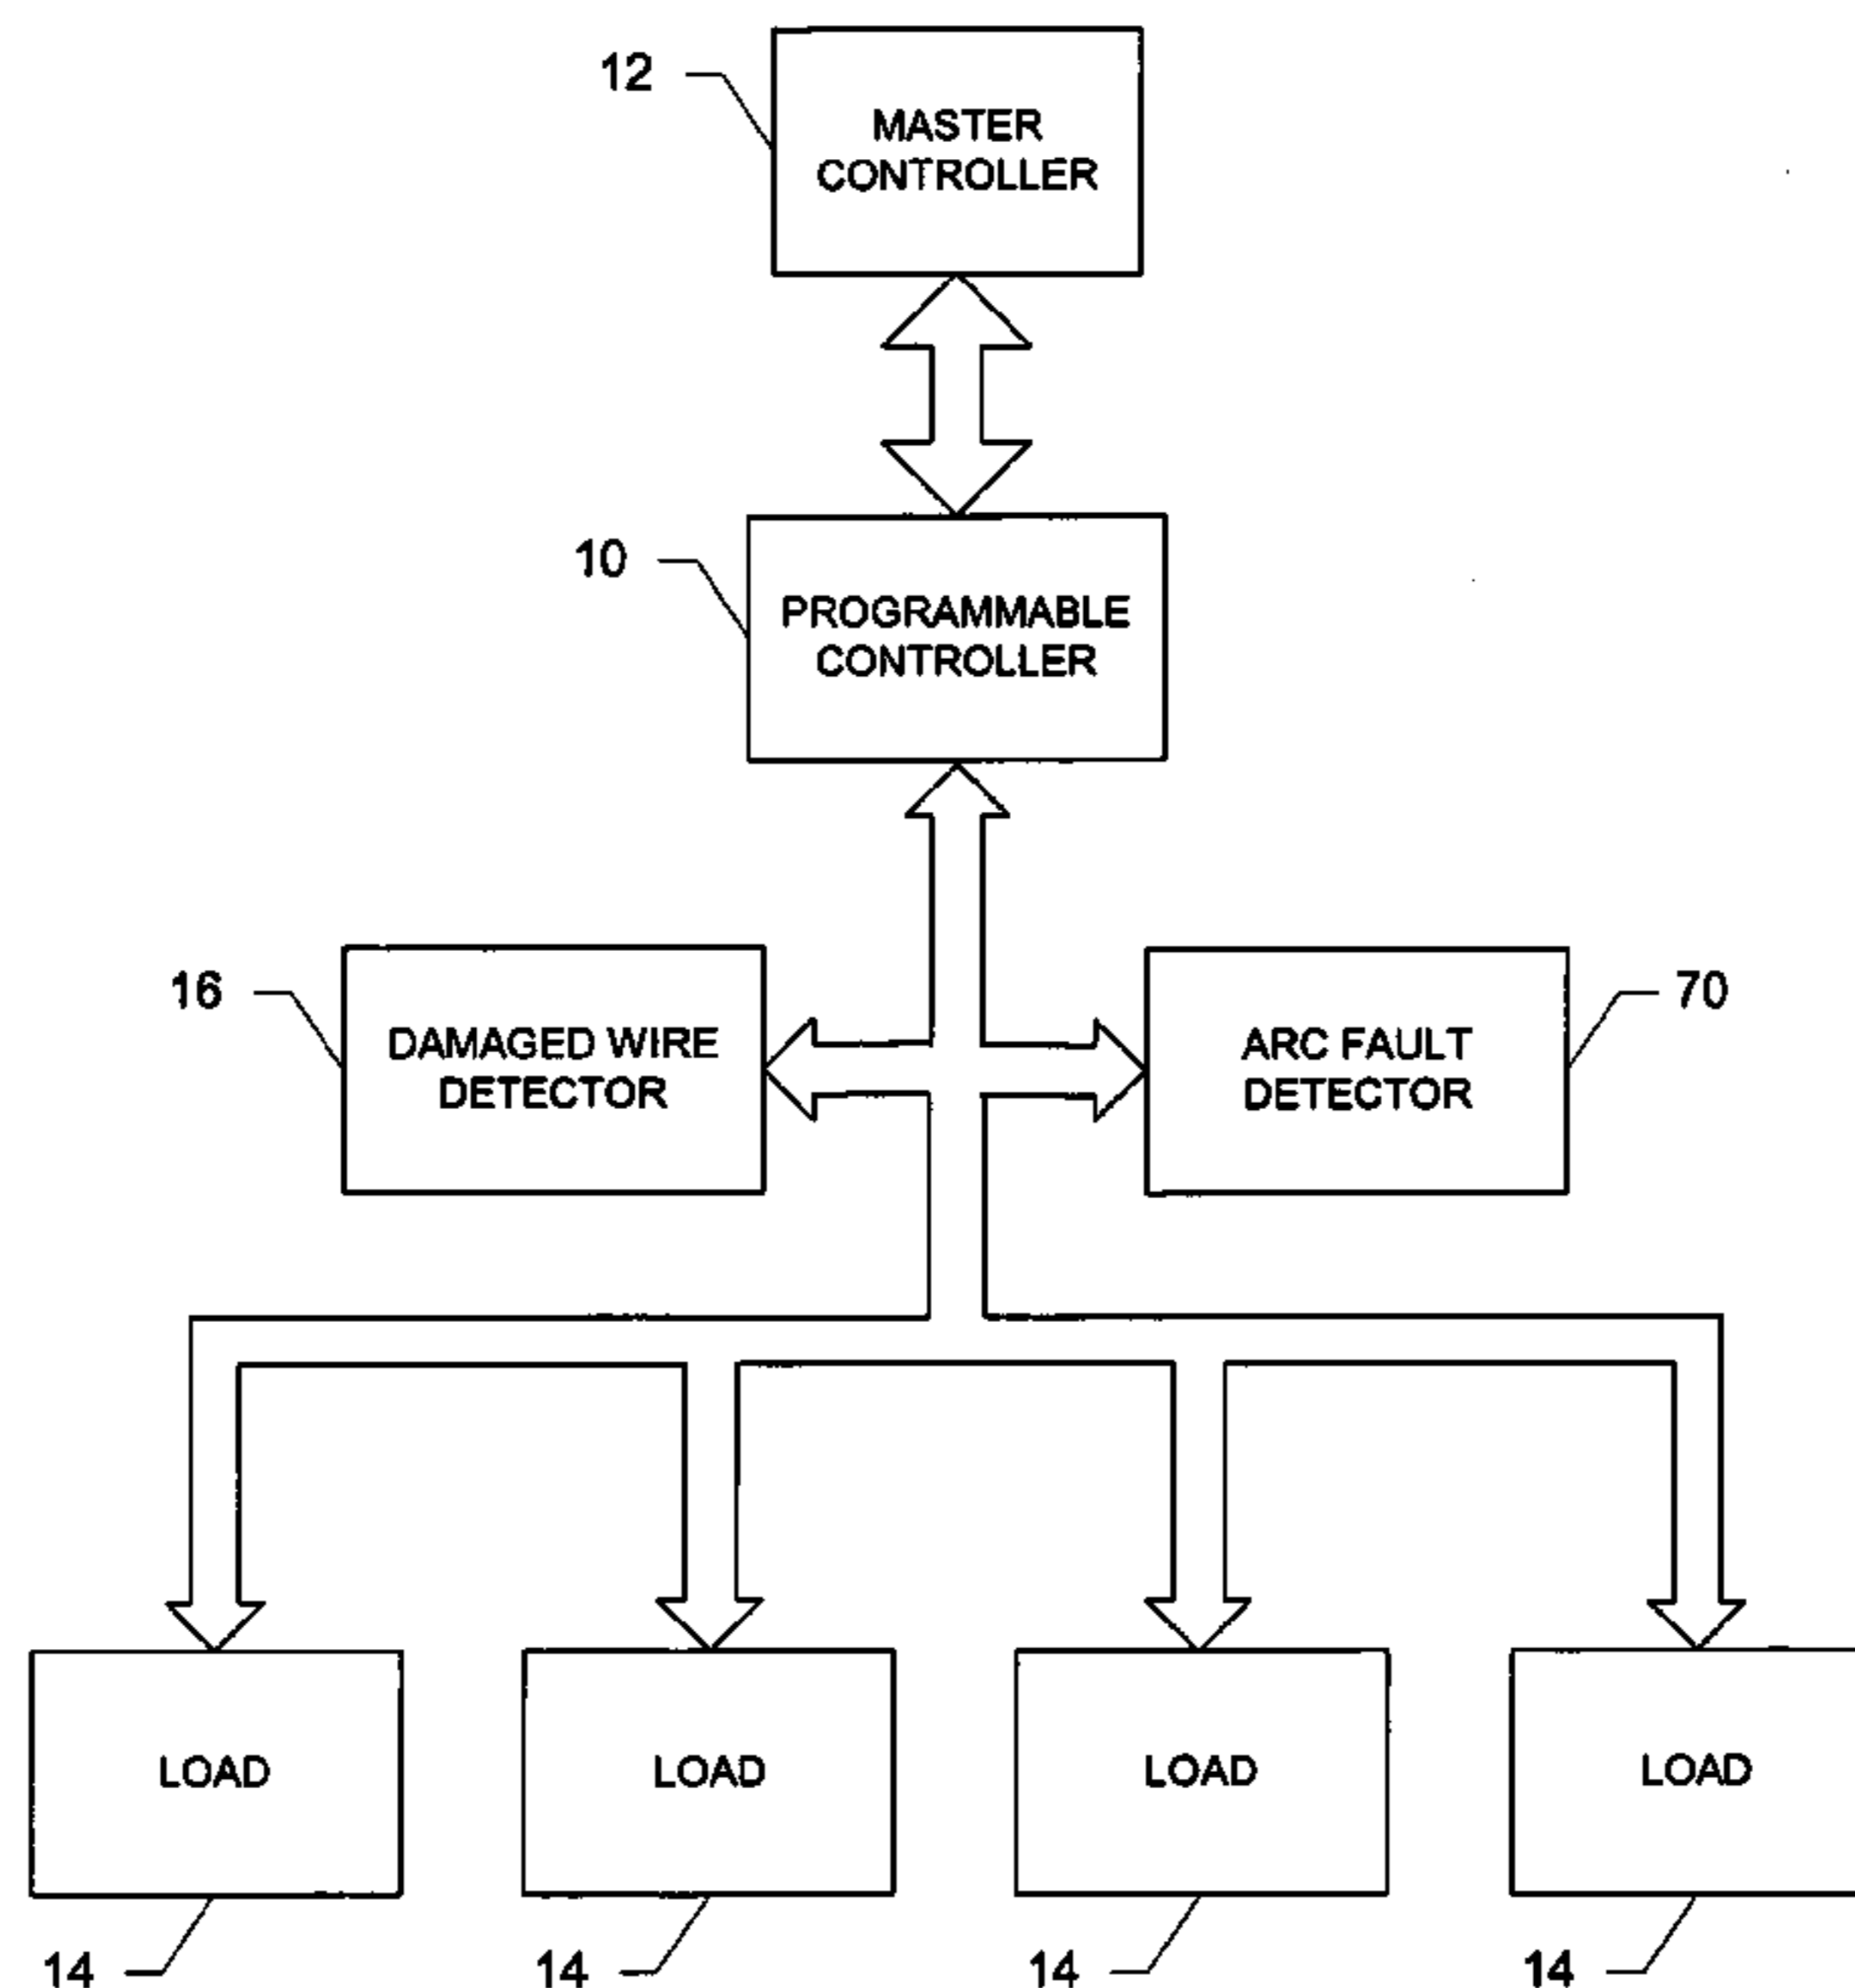 12
MASTER
CONTROLLER
10
PROGRAMMABLE
CONTROLLER
16
DAMAGED WIRE
DETECTOR
ARC FAULT
DETECTOR
70
LOAD
LOAD
LOAD
LOAD
14
14
14
14